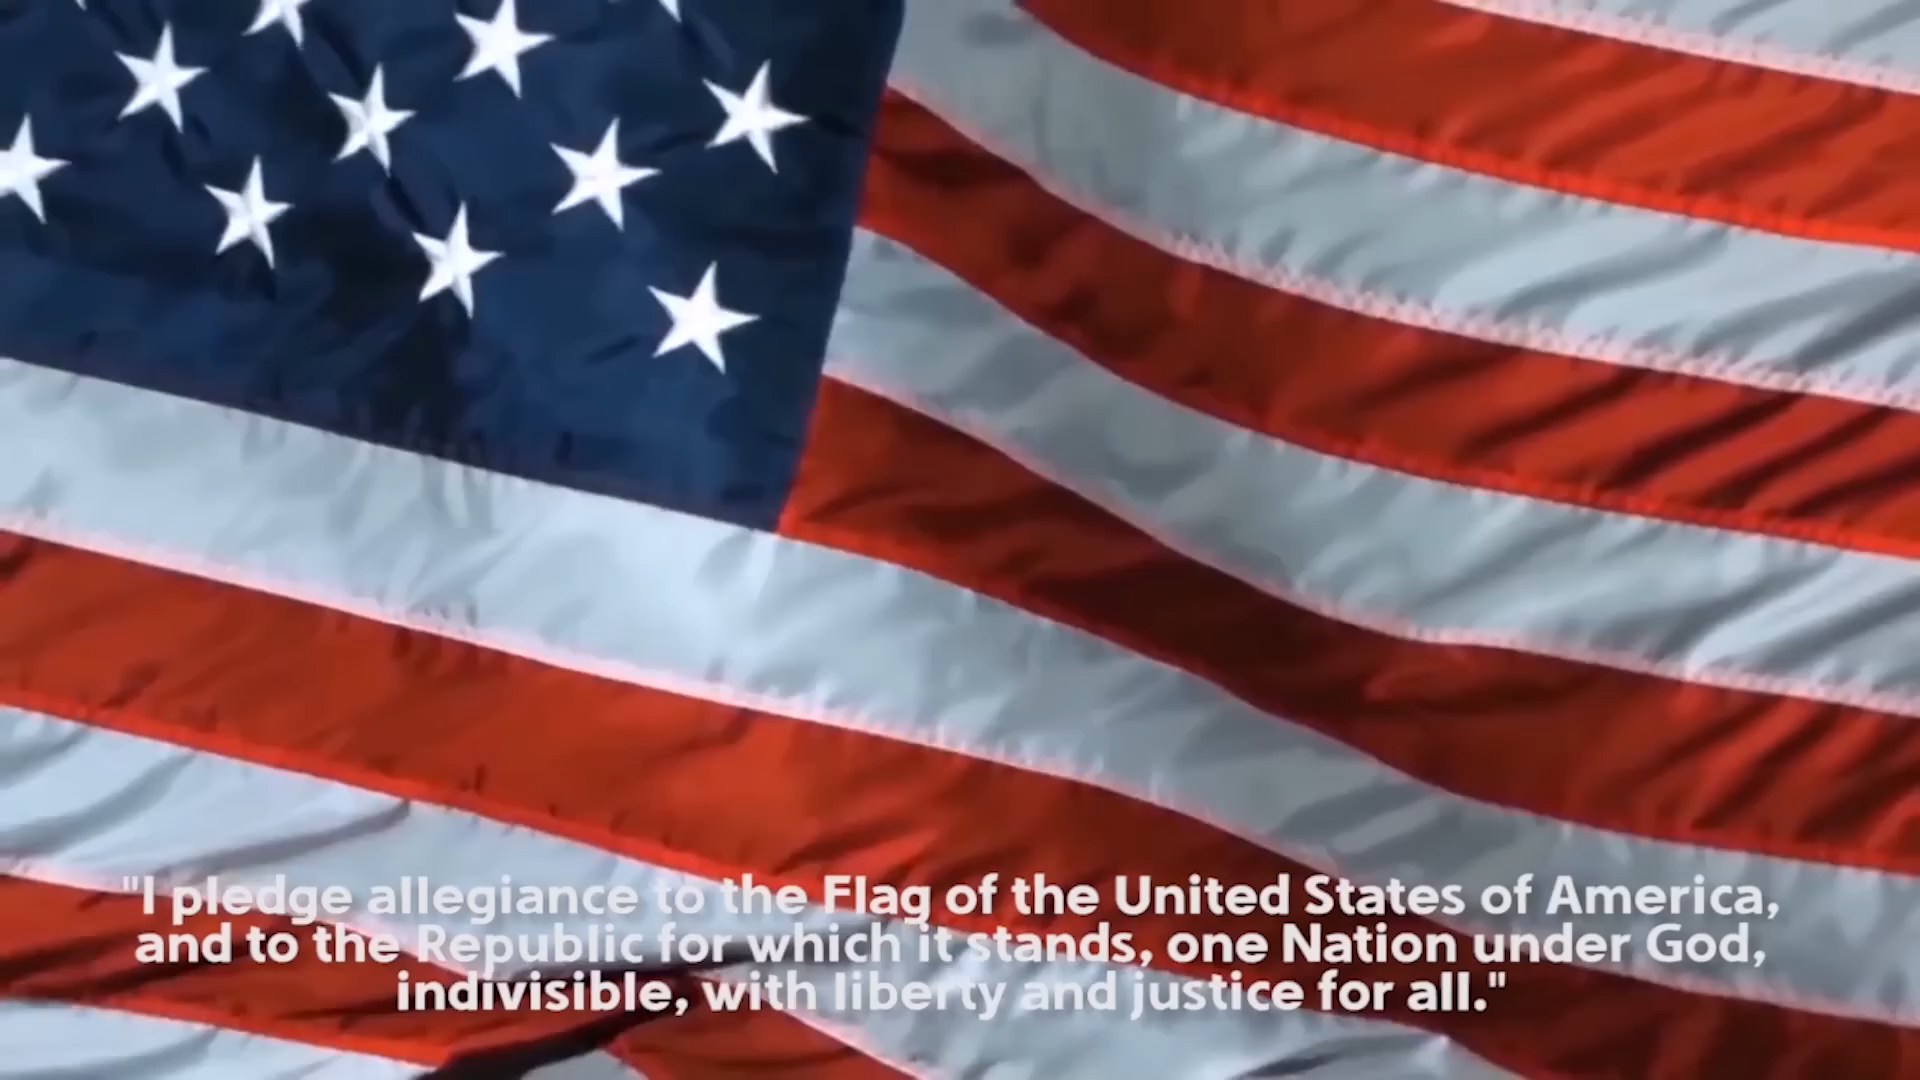 "I pledge allegiance to the Flag of the United States of America,
and to the Republic for which it stands, one Nation under God,
indivisible, with liberty and justice for all."